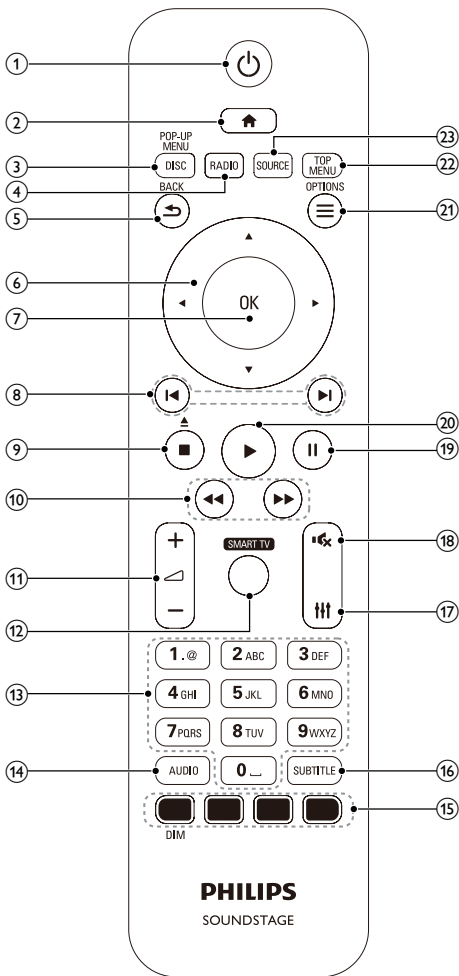 ①
②
POP-UP
MENU
③ DISC RADIO SOURCE TOP MENU
㉓
㉒
④
BACK OPTIONS
⑤
㉑
⑥
OK
⑦
⑧
⑳
⑨
⑲
⑩
SMART TV
⑱
⑪
⑫
⑰
1.@ 2 ABC 3 DEF
⑬ 4 GHI 5 JKL 6 MNO
7 PQRS 8 TUV 9 WXYZ
⑭ AUDIO 0 SUBTITLE ⑯
⑮
DIM
PHILIPS
SOUNDSTAGE